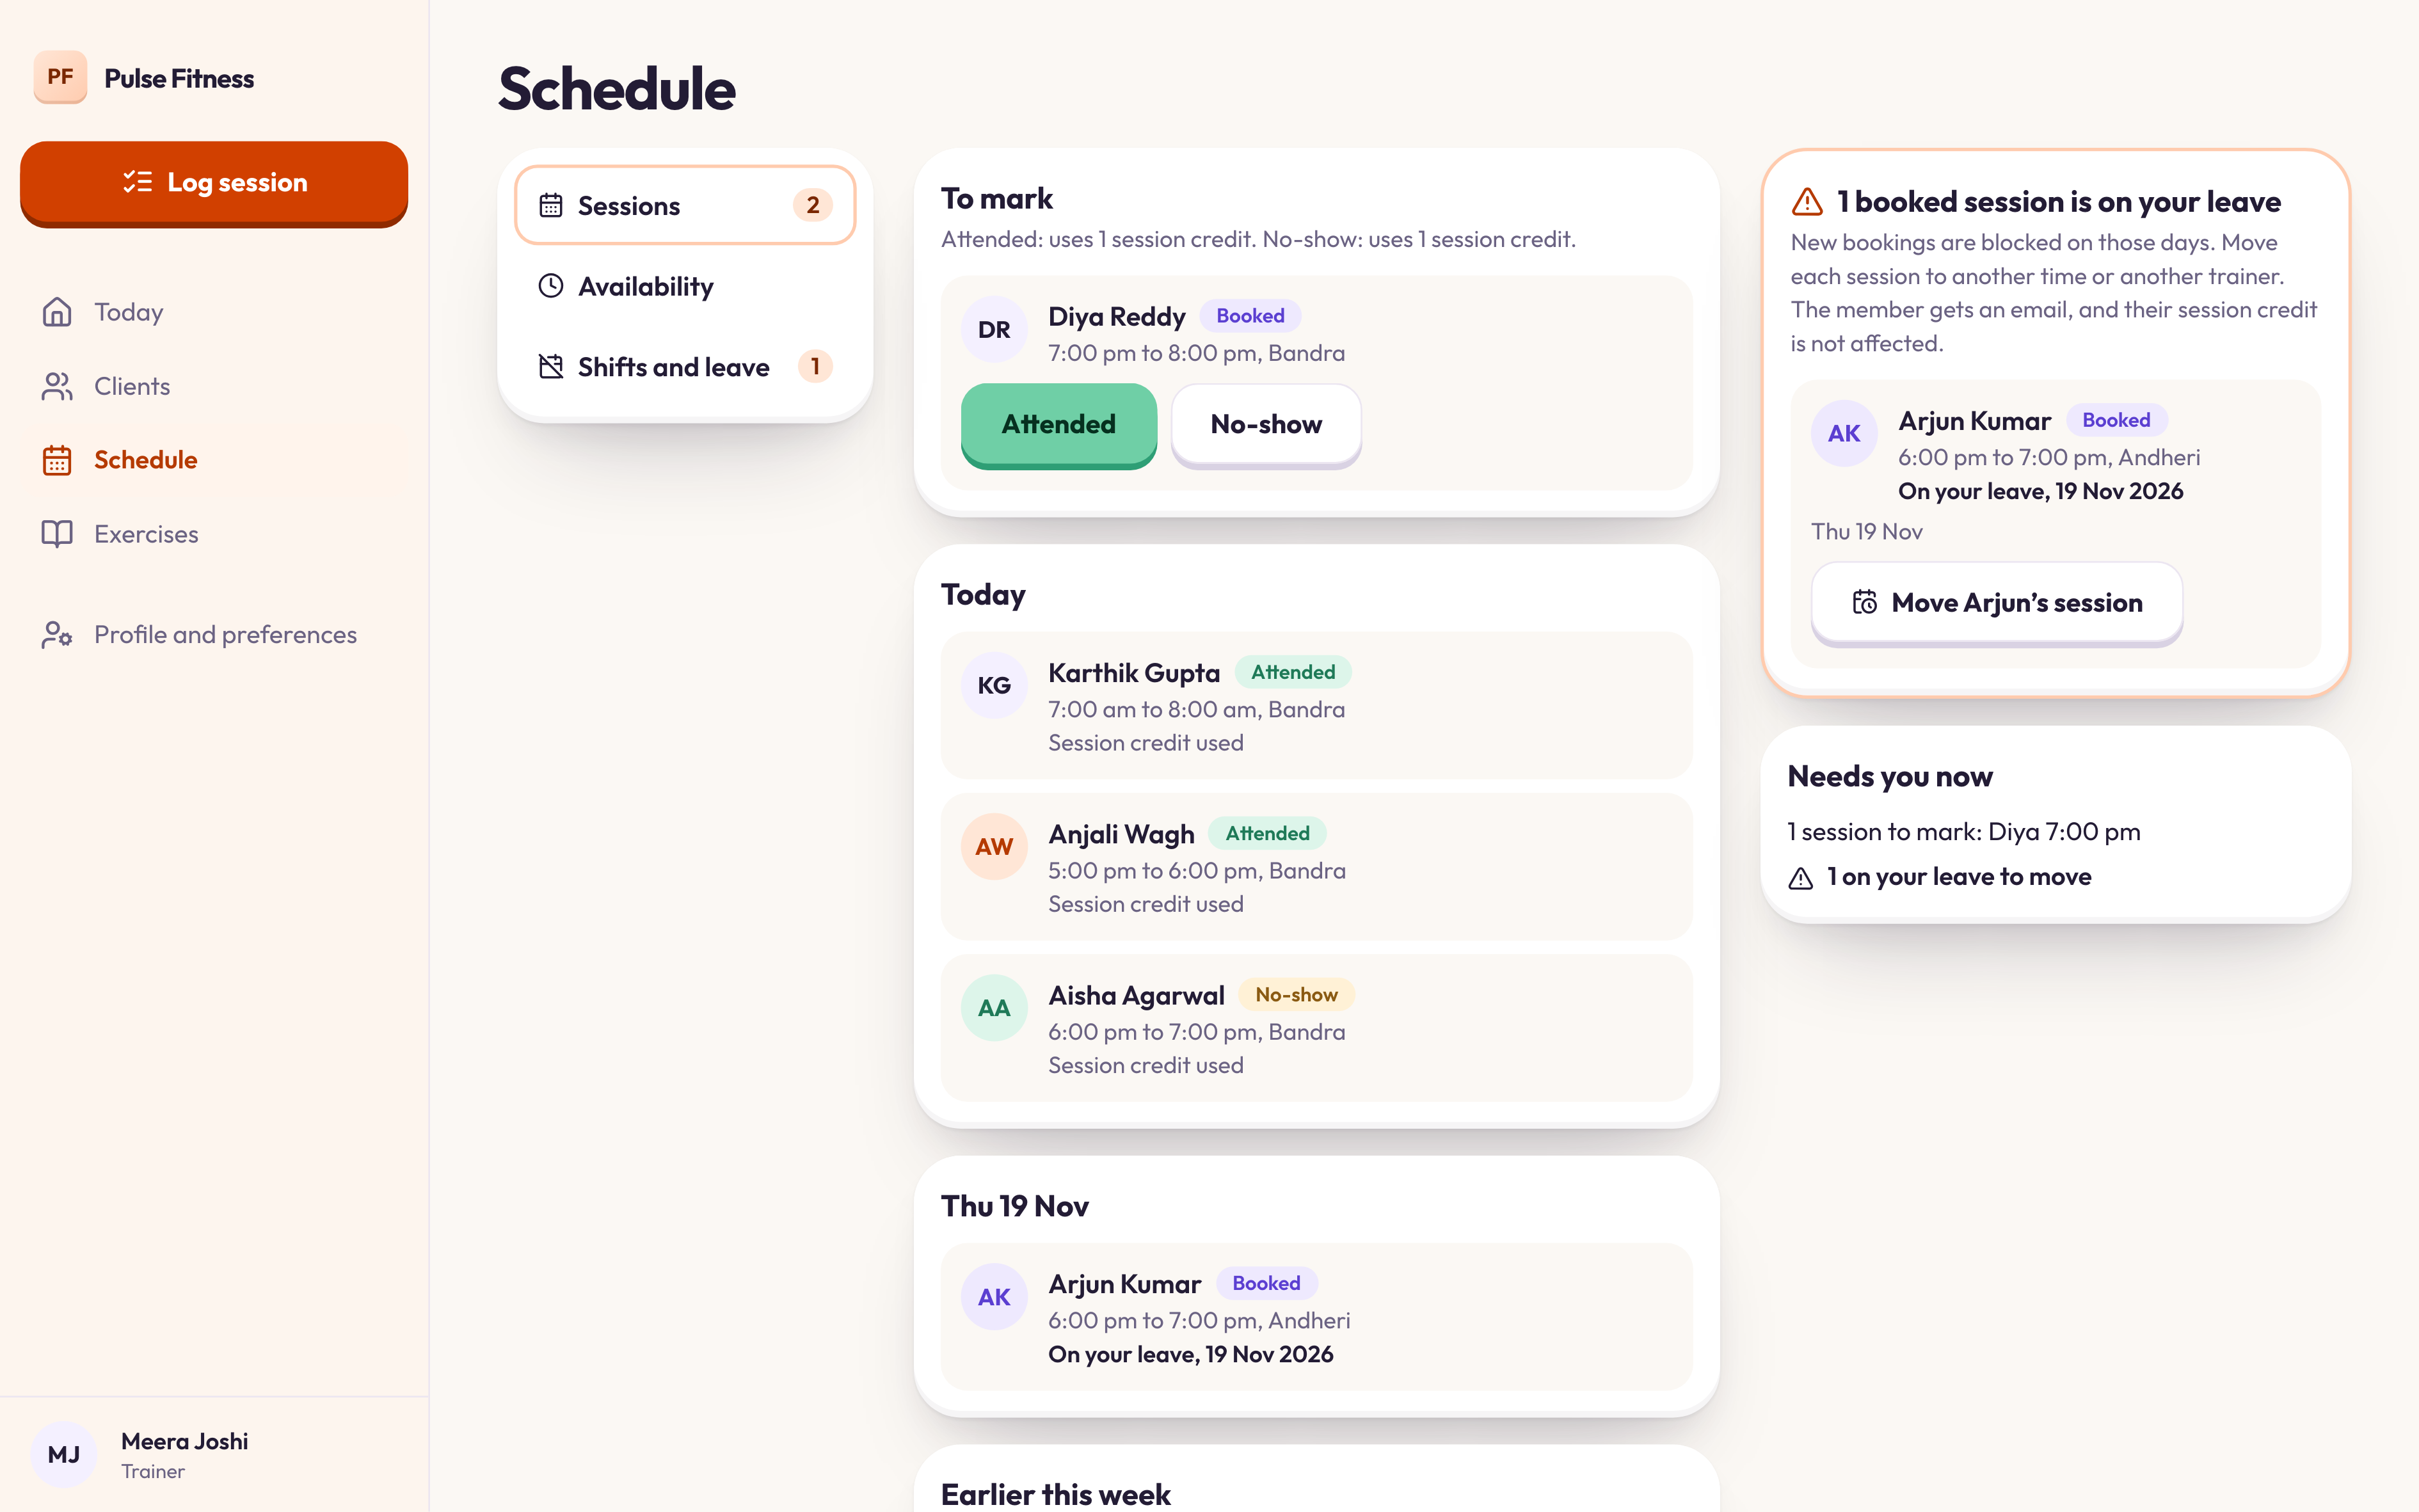 PF
Pulse Fitness
Log session
Today
Clients
Schedule
Exercises
Profile and preferences
MJ
Meera Joshi
Trainer
Schedule
Sessions 2
Availability
Shifts and leave 1
To mark
Attended: uses 1 session credit. No-show: uses 1 session credit.
DR
Diya Reddy Booked
7:00 pm to 8:00 pm, Bandra
Attended No-show
Today
KG
Karthik Gupta Attended
7:00 am to 8:00 am, Bandra
Session credit used
AW
Anjali Wagh Attended
5:00 pm to 6:00 pm, Bandra
Session credit used
AA
Aisha Agarwal No-show
6:00 pm to 7:00 pm, Bandra
Session credit used
Thu 19 Nov
AK
Arjun Kumar Booked
6:00 pm to 7:00 pm, Andheri
On your leave, 19 Nov 2026
Earlier this week
1 booked session is on your leave
New bookings are blocked on those days. Move
each session to another time or another trainer.
The member gets an email, and their session credit
is not affected.
AK
Arjun Kumar Booked
6:00 pm to 7:00 pm, Andheri
On your leave, 19 Nov 2026
Thu 19 Nov
Move Arjun’s session
Needs you now
1 session to mark: Diya 7:00 pm
1 on your leave to move